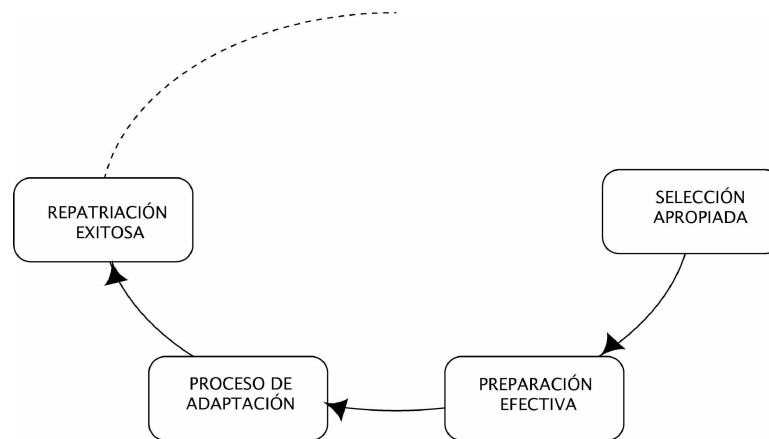 REPATRIACIÓN
EXITOSA
SELECCIÓN
APROPIADA
PROCESO DE
ADAPTACIÓN
PREPARACIÓN
EFECTIVA